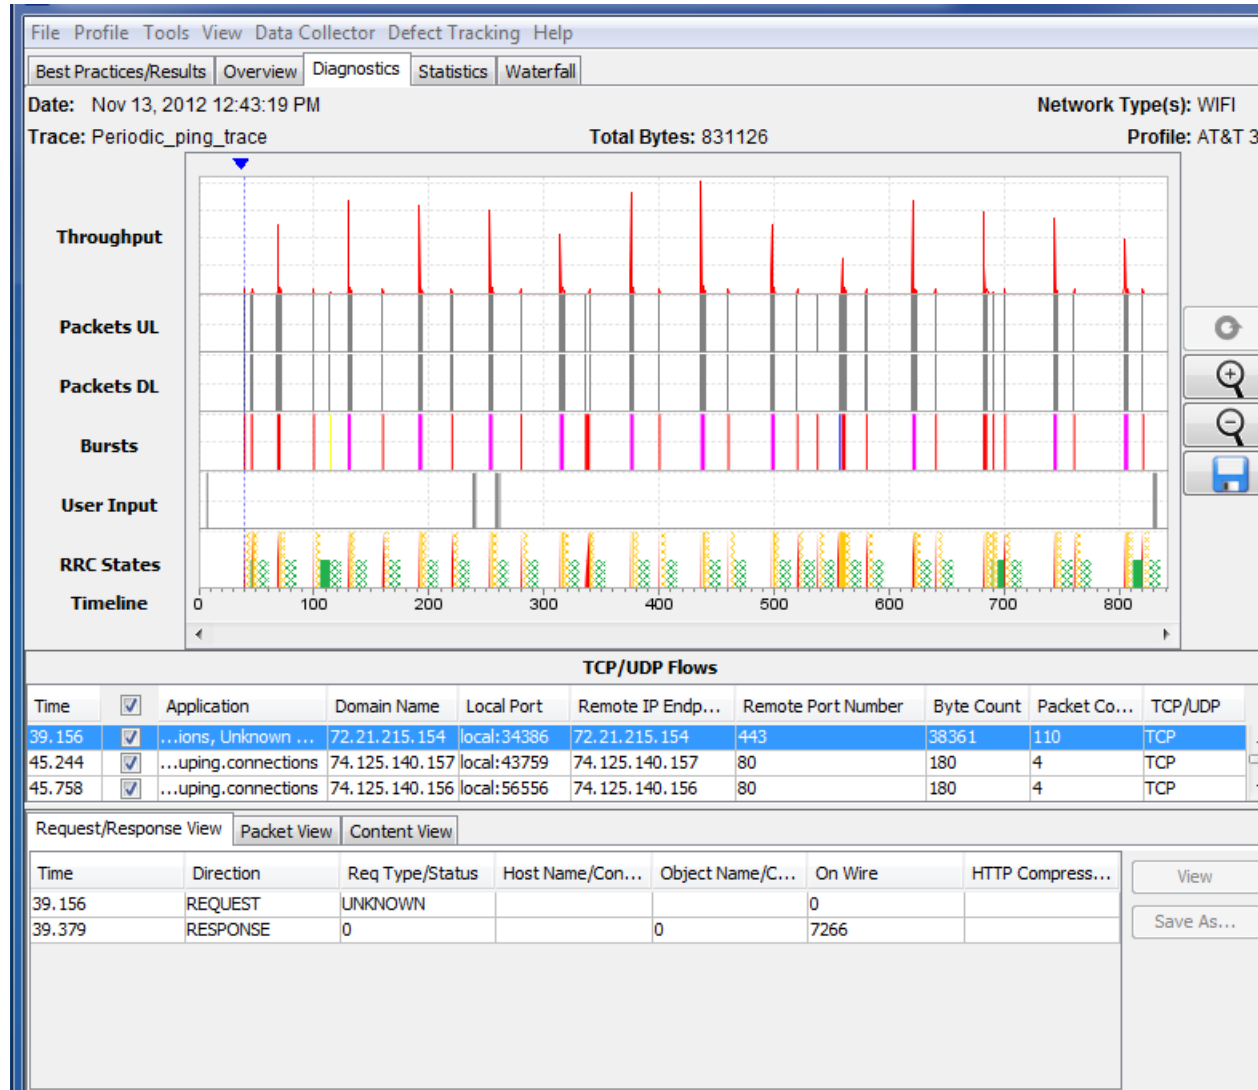 File Profile Tools View Data Collector Defect Tracking Help
Best Practices/Results Overview Diagnostics Statistics Waterfall
Date: Nov 13, 2012 12:43:19 PM Network Type(s): WIFI
Trace: Periodic_ping_trace Total Bytes: 831126 Profile: AT&T 3
Throughput
Packets UL
Packets DL
Bursts
User Input
RRC States
Timeline 0 100 200 300 400 500 600 700 800
TCP/UDP Flows
Time Application Domain Name Local Port Remote IP Endp... Remote Port Number Byte Count Packet Co... TCP/UDP
39.156 ...ions, Unknown ... 72.21.215.154 local:34386 72.21.215.154 443 38361 110 TCP
45.244 ...uping.connections 74.125.140.157 local:43759 74.125.140.157 80 180 4 TCP
45.758 ...uping.connections 74.125.140.156 local:56556 74.125.140.156 80 180 4 TCP
Request/Response View Packet View Content View
Time Direction Req Type/Status Host Name/Con... Object Name/C... On Wire HTTP Compress... View
39.156 REQUEST UNKNOWN 0
39.379 RESPONSE 0 0 7266 Save As...